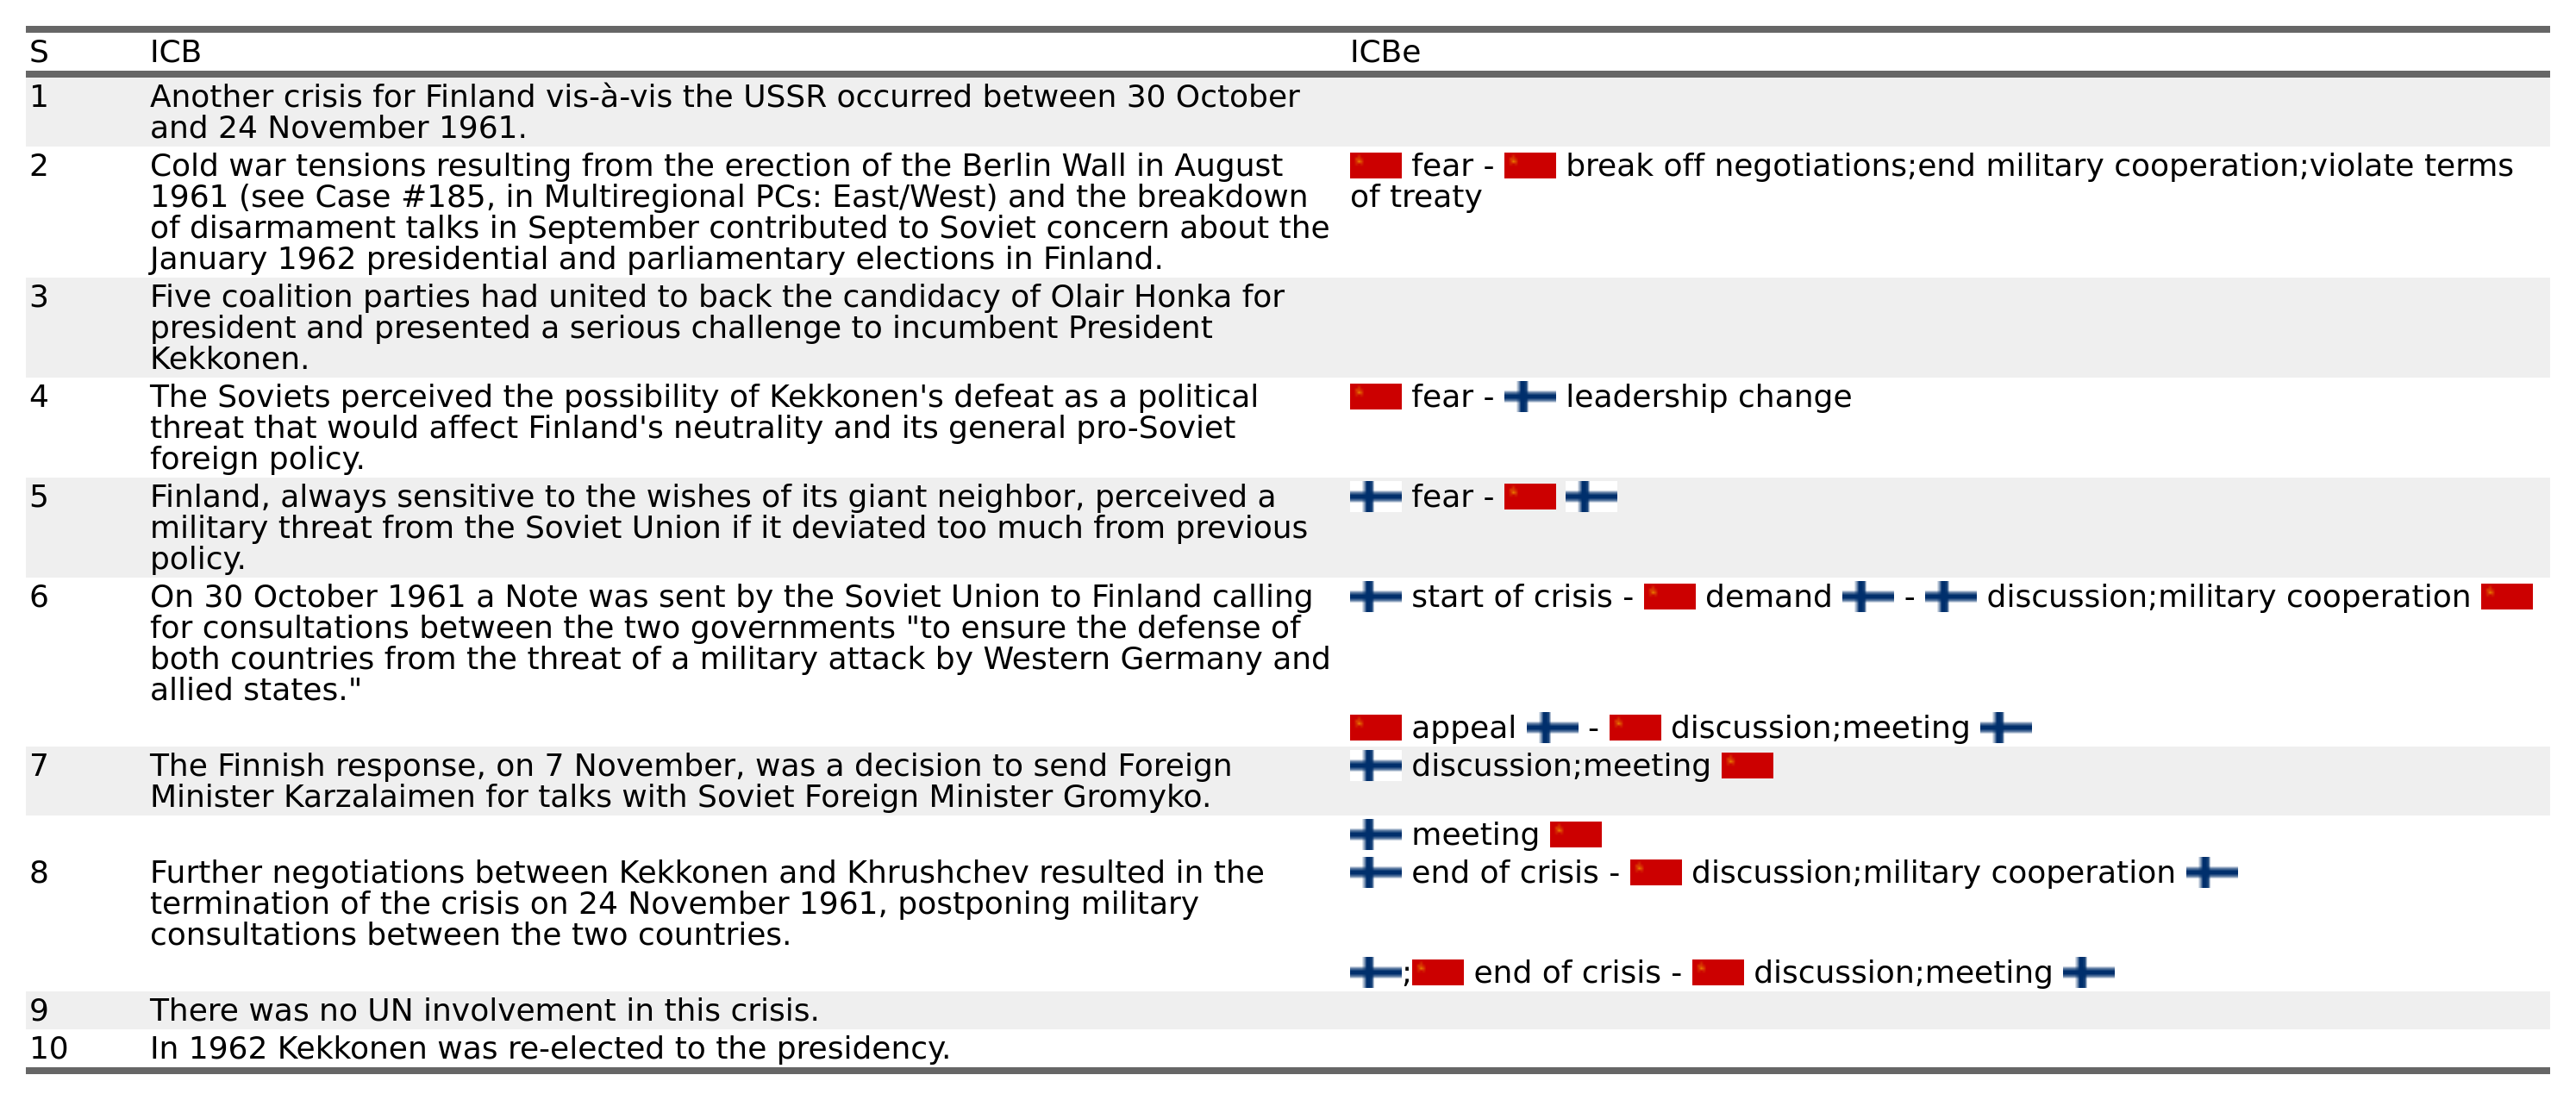 S ICB ICBe
1 Another crisis for Finland vis-à-vis the USSR occurred between 30 October
and 24 November 1961.
2 Cold war tensions resulting from the erection of the Berlin Wall in August
1961 (see Case #185, in Multiregional PCs: East/West) and the breakdown
of disarmament talks in September contributed to Soviet concern about the
January 1962 presidential and parliamentary elections in Finland.
fear - break off negotiations;end military cooperation;violate terms
of treaty
3 Five coalition parties had united to back the candidacy of Olair Honka for
president and presented a serious challenge to incumbent President
Kekkonen.
4 The Soviets perceived the possibility of Kekkonen's defeat as a political
threat that would affect Finland's neutrality and its general pro-Soviet
foreign policy.
fear - leadership change
5 Finland, always sensitive to the wishes of its giant neighbor, perceived a
military threat from the Soviet Union if it deviated too much from previous
policy.
fear -
6 On 30 October 1961 a Note was sent by the Soviet Union to Finland calling
for consultations between the two governments "to ensure the defense of
both countries from the threat of a military attack by Western Germany and
allied states."
start of crisis - demand - discussion;military cooperation
appeal - discussion;meeting
7 The Finnish response, on 7 November, was a decision to send Foreign
Minister Karzalaimen for talks with Soviet Foreign Minister Gromyko.
discussion;meeting
meeting
8 Further negotiations between Kekkonen and Khrushchev resulted in the
termination of the crisis on 24 November 1961, postponing military
consultations between the two countries.
end of crisis - discussion;military cooperation
; end of crisis - discussion;meeting
9 There was no UN involvement in this crisis.
10 In 1962 Kekkonen was re-elected to the presidency.